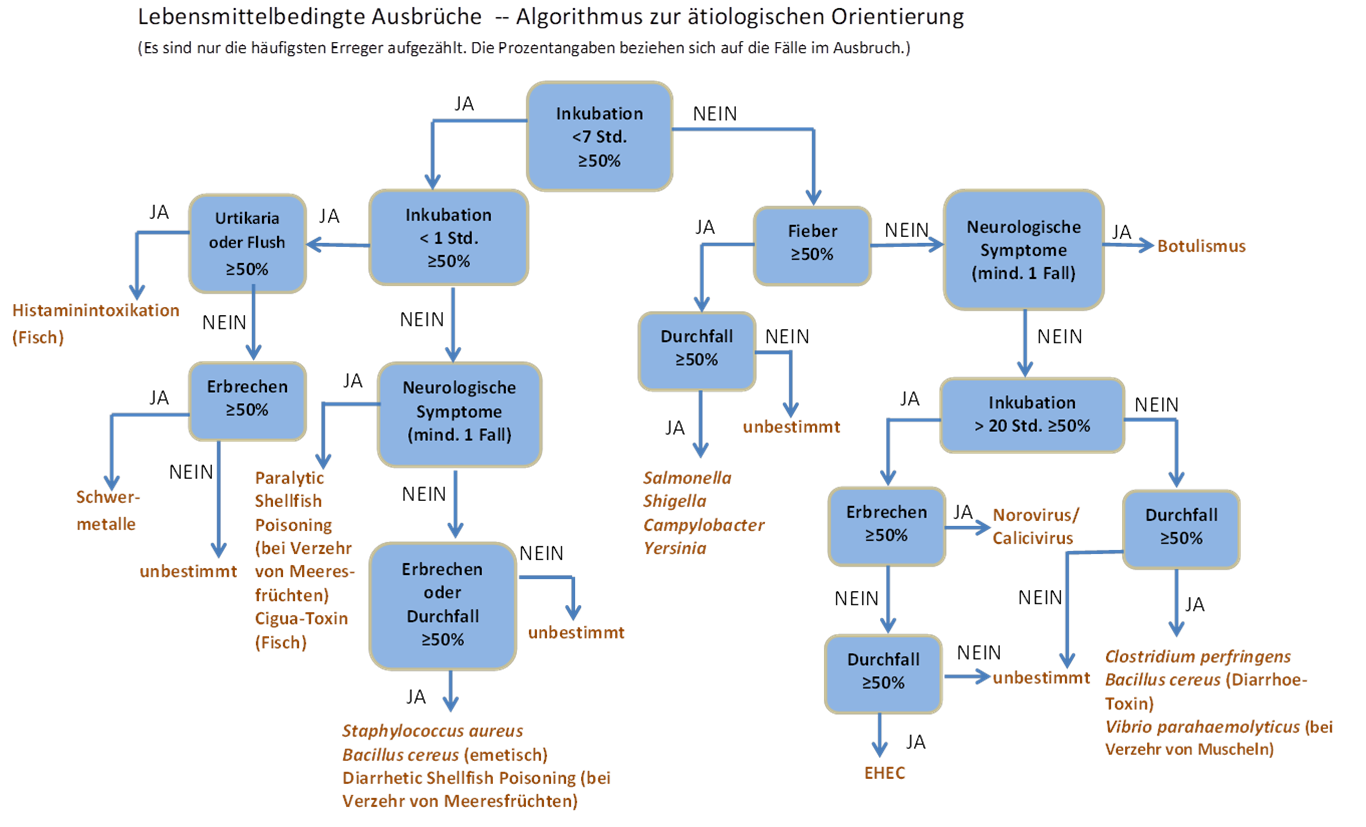 Lebensmittelbedingte Ausbrüche -- Algorithmus zur ätiologischen Orientierung
(Es sind nur die häufigsten Erreger aufgezählt. Die Prozentangaben beziehen sich auf die Fälle im Ausbruch.)
JA
Inkubation
<7 Std.
≥50%
NEIN
JA
Urtikaria
oder Flush
≥50%
JA
Inkubation
< 1 Std.
≥50%
JA
Fieber
≥50%
NEIN
Neurologische
Symptome
(mind. 1 Fall)
JA
Botulismus
Histaminintoxikation
(Fisch)
NEIN
NEIN
Durchfall
≥50%
NEIN
NEIN
JA
Erbrechen
≥50%
JA
Neurologische
Symptome
(mind. 1 Fall)
JA
unbestimmt
JA
Inkubation
> 20 Std. ≥50%
NEIN
NEIN
Schwer-
metalle
unbestimmt
Paralytic
Shellfish
Poisoning
(bei Verzehr
von Meeres-
früchten)
Cigua-Toxin
(Fisch)
NEIN
Salmonella
Shigella
Campylobacter
Yersinia
Erbrechen
≥50%
JA
Norovirus/
Calicivirus
Durchfall
≥50%
Erbrechen
oder
Durchfall
≥50%
NEIN
unbestimmt
NEIN
NEIN
JA
Durchfall
≥50%
NEIN
unbestimmt
Clostridium perfringens
Bacillus cereus (Diarrhoe-
Toxin)
Vibrio parahaemolyticus (bei
Verzehr von Muscheln)
JA
Staphylococcus aureus
Bacillus cereus (emetisch)
Diarrhetic Shellfish Poisoning (bei
Verzehr von Meeresfrüchten)
JA
EHEC